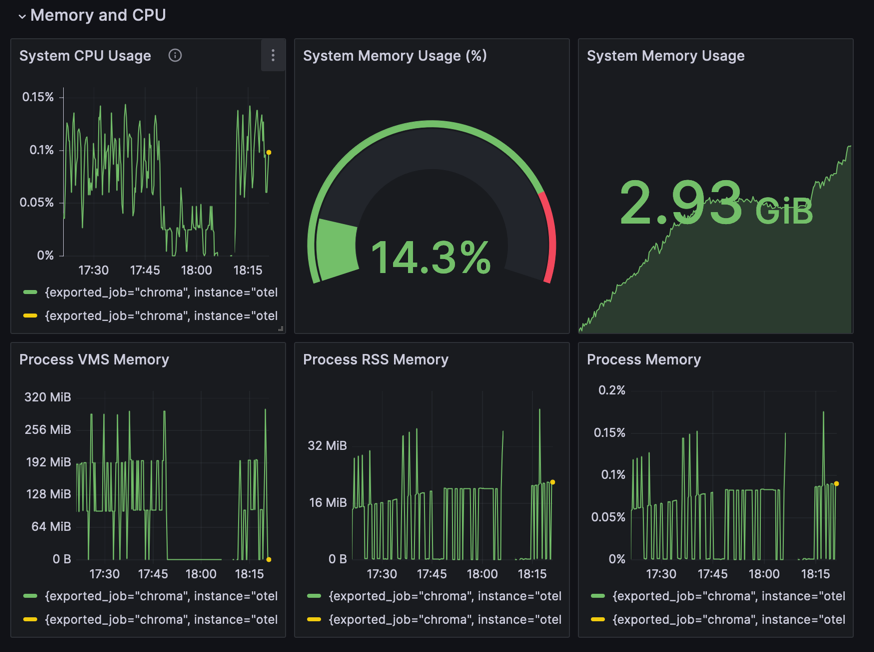 Memory and CPU
System CPU Usage
0.15%
0.1%
0.05%
0%
17:30 17:45 18:00 18:15
{exported_job="chroma", instance="otel
{exported_job="chroma", instance="otel
System Memory Usage (%)
14.3%
System Memory Usage
2.93 GiB
Process VMS Memory
320 MiB
256 MiB
192 MiB
128 MiB
64 MiB
0 B
17:30 17:45 18:00 18:15
{exported_job="chroma", instance="otel
{exported_job="chroma", instance="otel
Process RSS Memory
32 MiB
16 MiB
0 B
17:30 17:45 18:00 18:15
{exported_job="chroma", instance="otel
{exported_job="chroma", instance="otel
Process Memory
0.2%
0.15%
0.1%
0.05%
0%
17:30 17:45 18:00 18:15
{exported_job="chroma", instance="otel
{exported_job="chroma", instance="otel